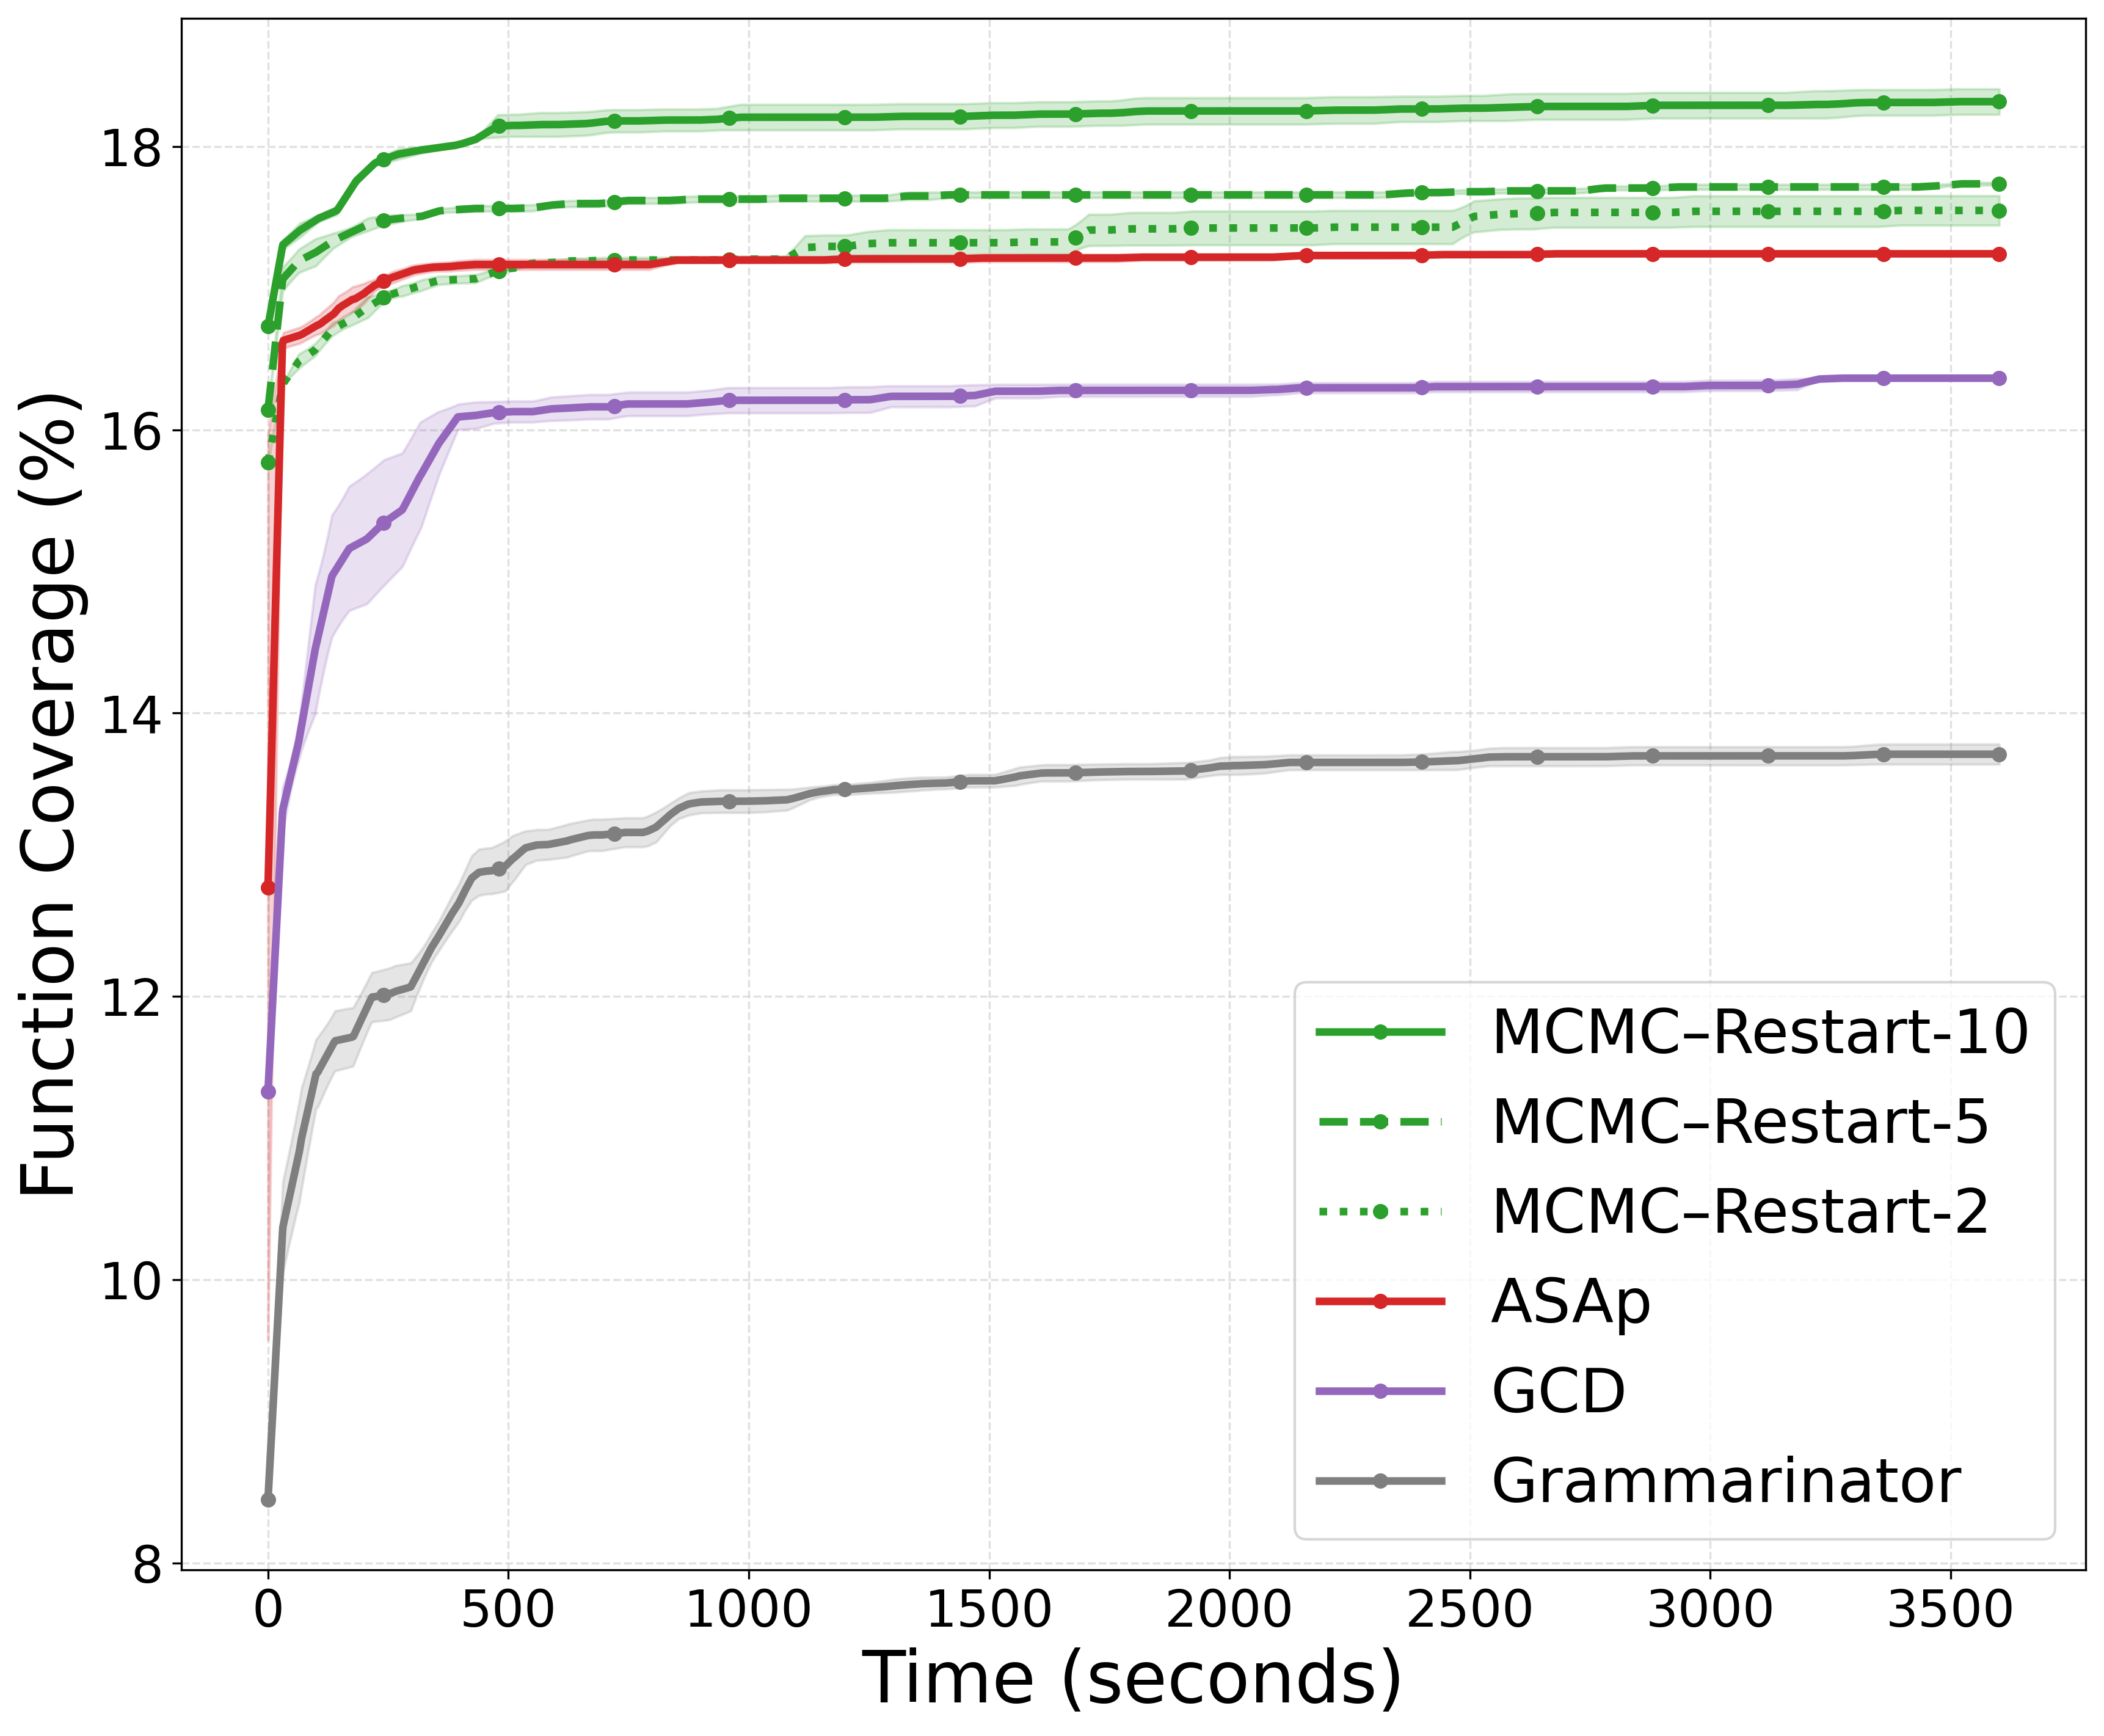 Function Coverage (%)
18
16
14
12
10
8
0 500 1000 1500 2000 2500 3000 3500
Time (seconds)
MCMC–Restart-10
MCMC–Restart-5
MCMC–Restart-2
ASAp
GCD
Grammarinator